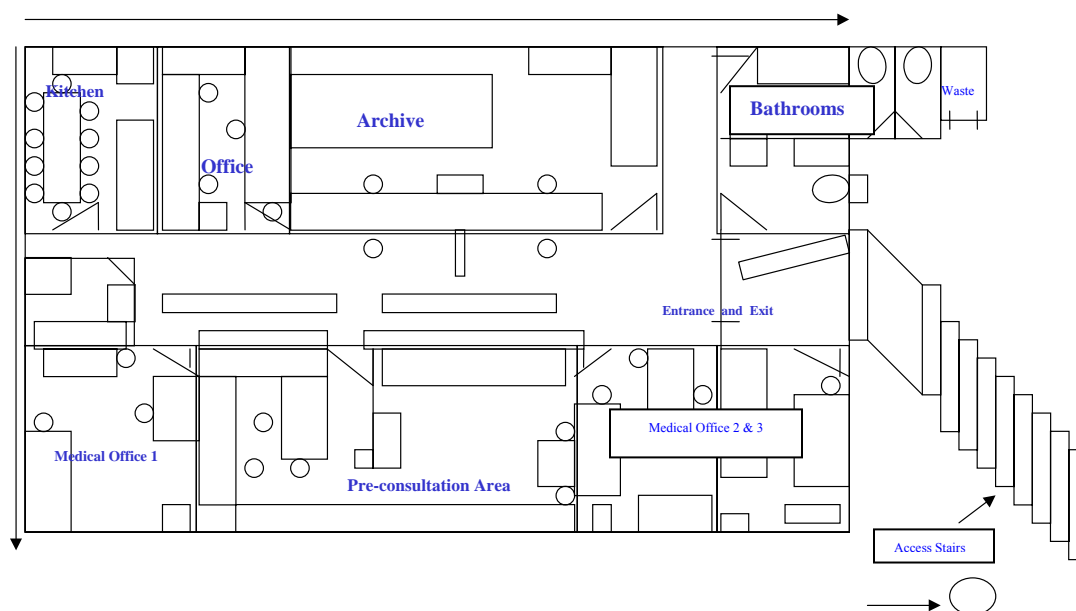 Kitchen
Archive
Bathrooms
Waste
Office
Entrance and Exit
Medical Office 1
Pre-consultation Area
Medical Office 2 & 3
Access Stairs